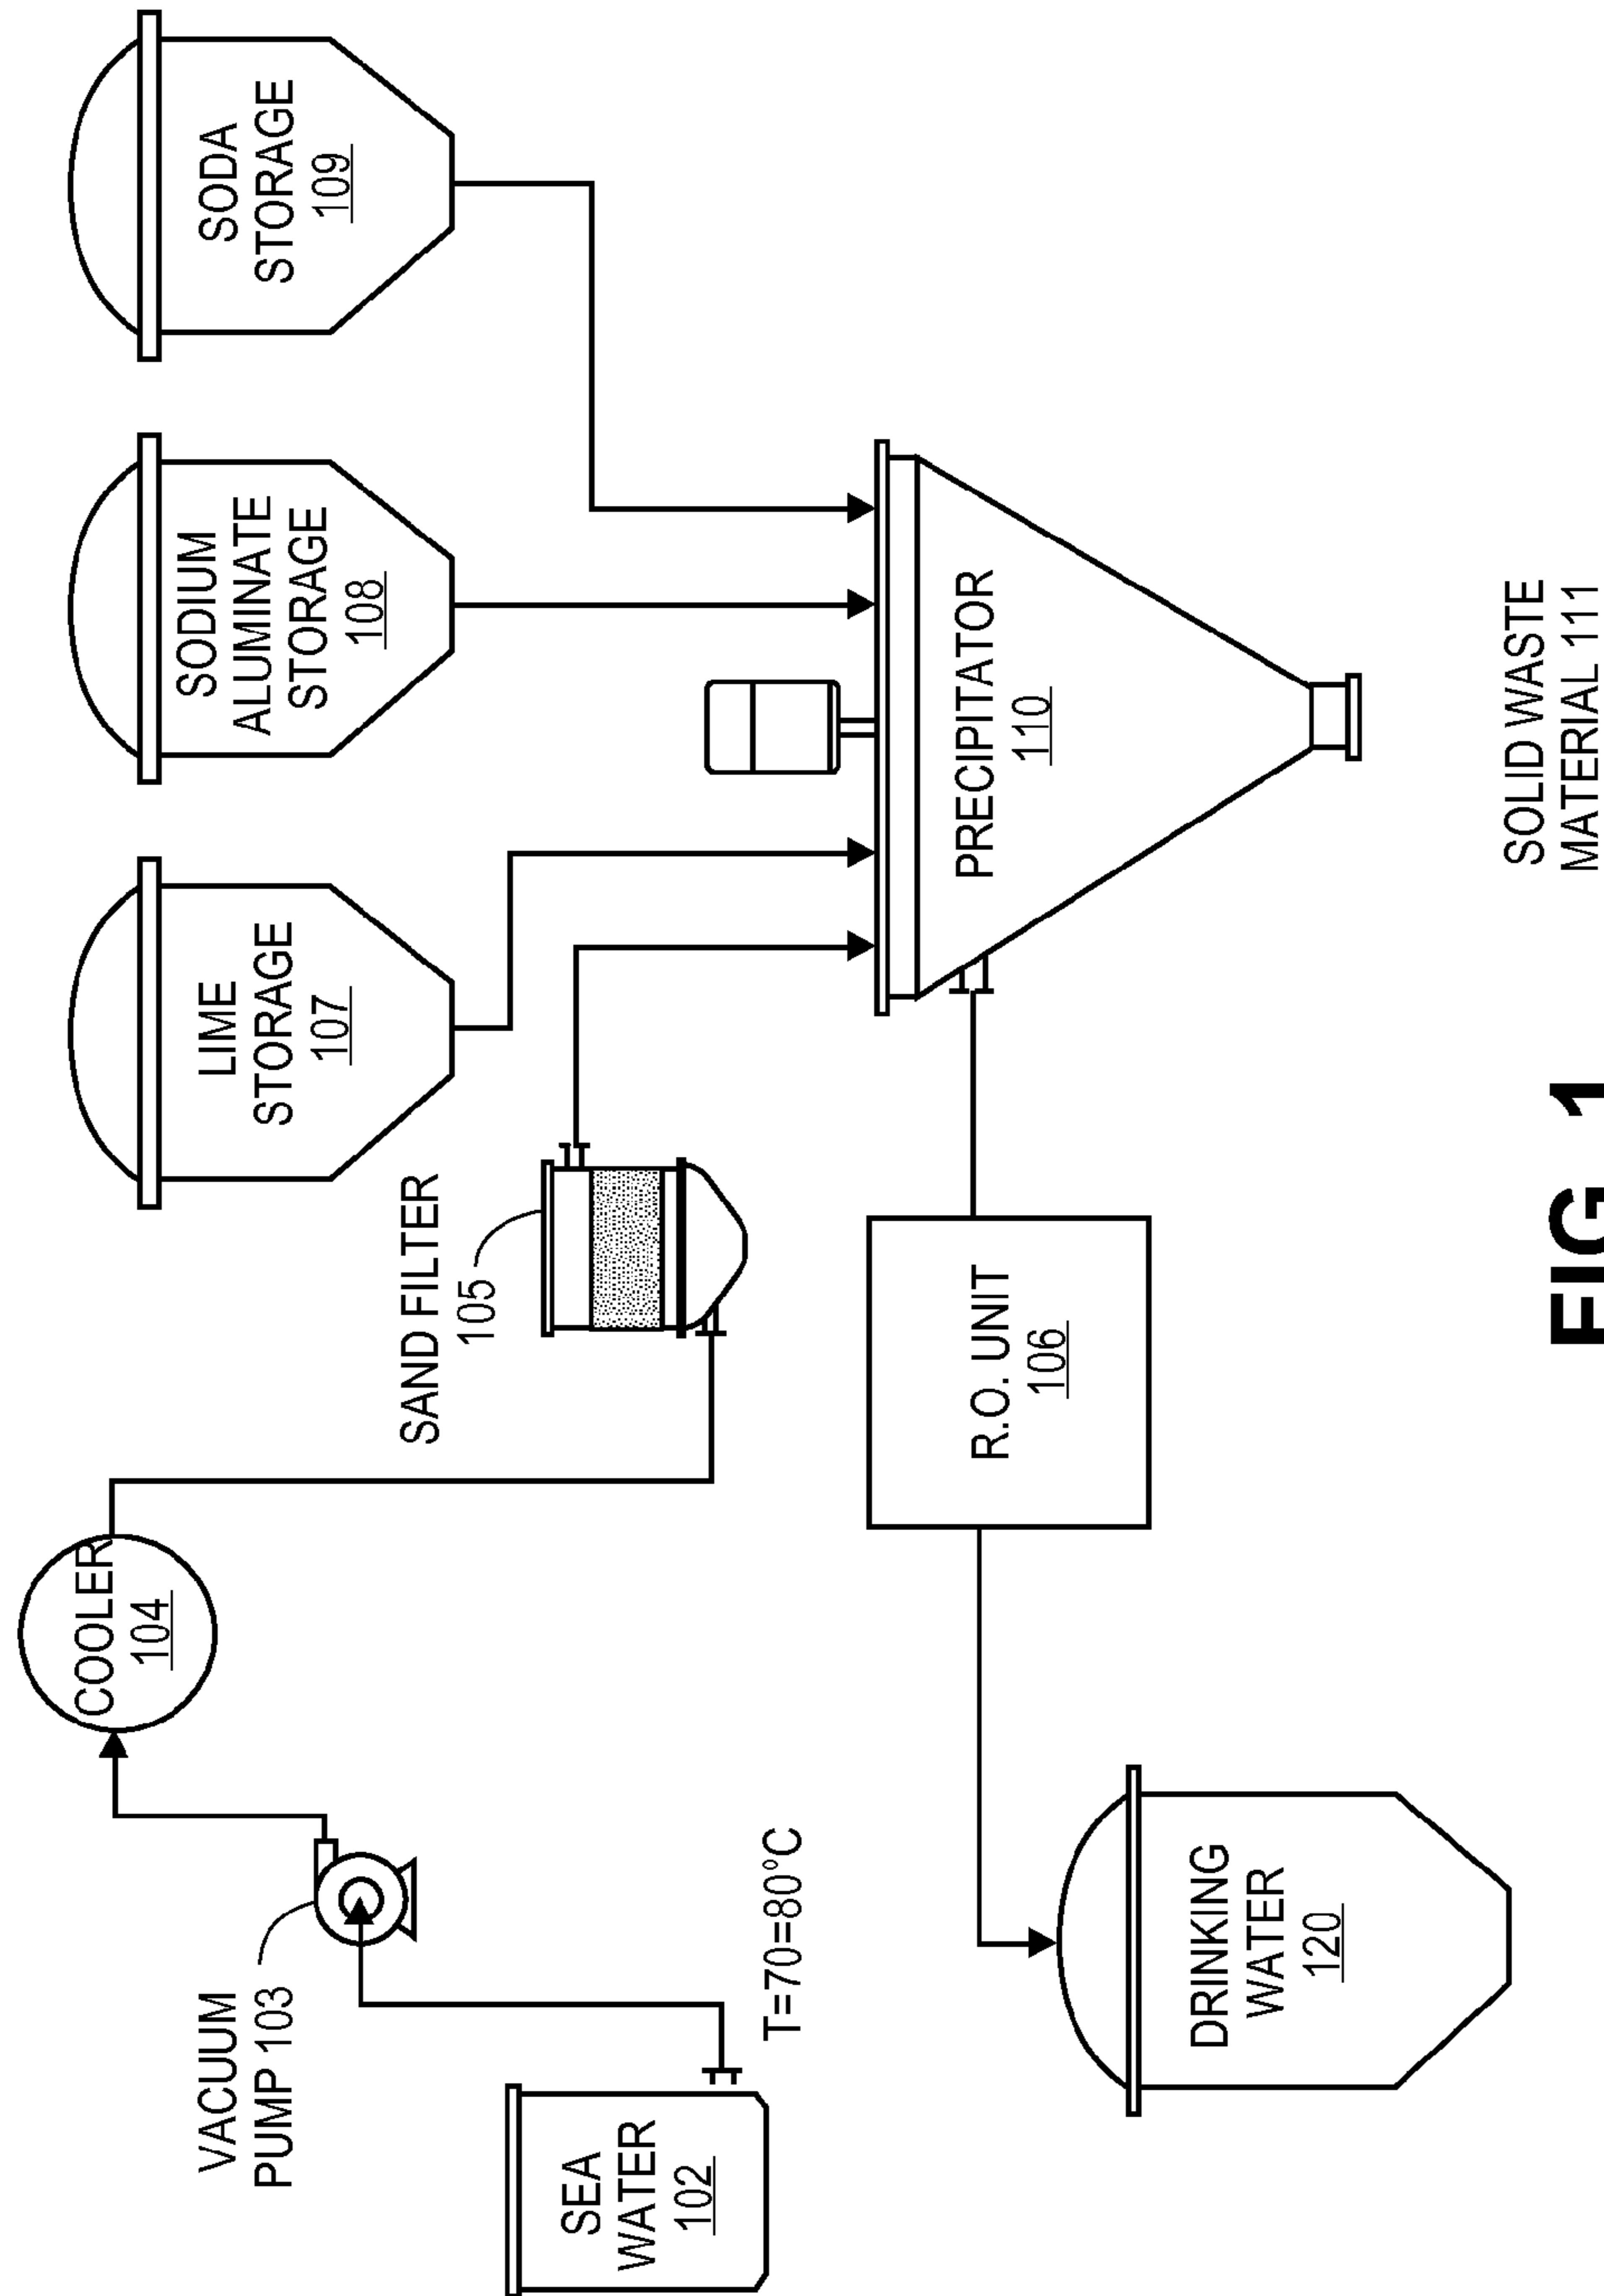 COOLER
104
VACUUM
PUMP 103
SEA
WATER
102
T=70=80°C
SAND FILTER
105
LIME
STORAGE
107
SODIUM
ALUMINATE
STORAGE
108
SODA
STORAGE
109
PRECIPITATOR
110
R.O. UNIT
106
DRINKING
WATER
120
SOLID WASTE
MATERIAL 111
FIG. 1